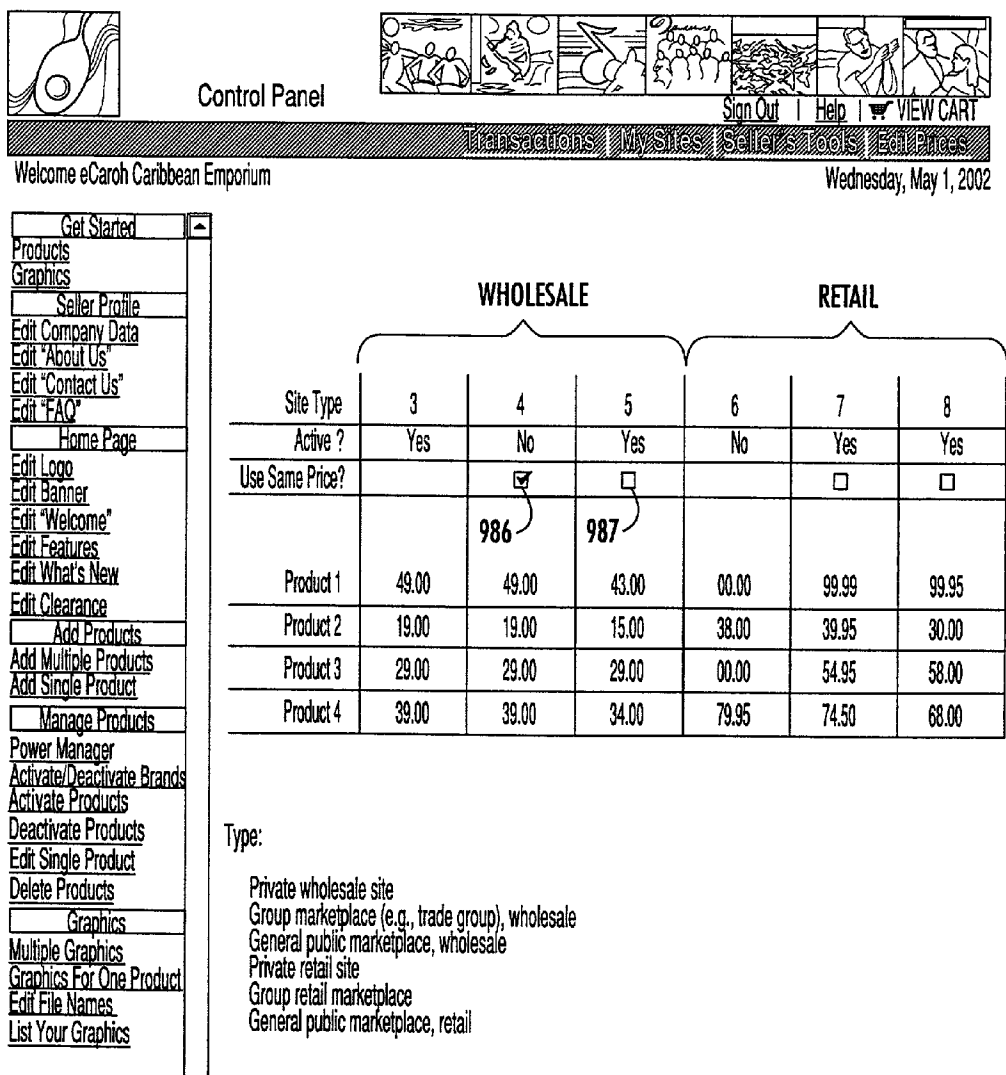 Control Panel
Sign Out | Help | VIEW CART
Transactions | My Sites | Seller's Tools | Edit Prices
Welcome eCaroh Caribbean Emporium
Wednesday, May 1, 2002
Get Started
Products
Graphics
Seller Profile
Edit Company Data
Edit "About Us"
Edit "Contact Us"
Edit "FAQ"
Home Page
Edit Logo
Edit Banner
Edit "Welcome"
Edit Features
Edit What's New
Edit Clearance
Add Products
Add Multiple Products
Add Single Product
Manage Products
Power Manager
Activate/Deactivate Brands
Activate Products
Deactivate Products
Edit Single Product
Delete Products
Graphics
Multiple Graphics
Graphics For One Product
Edit File Names
List Your Graphics
WHOLESALE RETAIL
Site Type 3 4 5 6 7 8
Active ? Yes No Yes No Yes Yes
Use Same Price?
986 987
Product 1 49.00 49.00 43.00 00.00 99.99 99.95
Product 2 19.00 19.00 15.00 38.00 39.95 30.00
Product 3 29.00 29.00 29.00 00.00 54.95 58.00
Product 4 39.00 39.00 34.00 79.95 74.50 68.00
Type:
Private wholesale site
Group marketplace (e.g., trade group), wholesale
General public marketplace, wholesale
Private retail site
Group retail marketplace
General public marketplace, retail